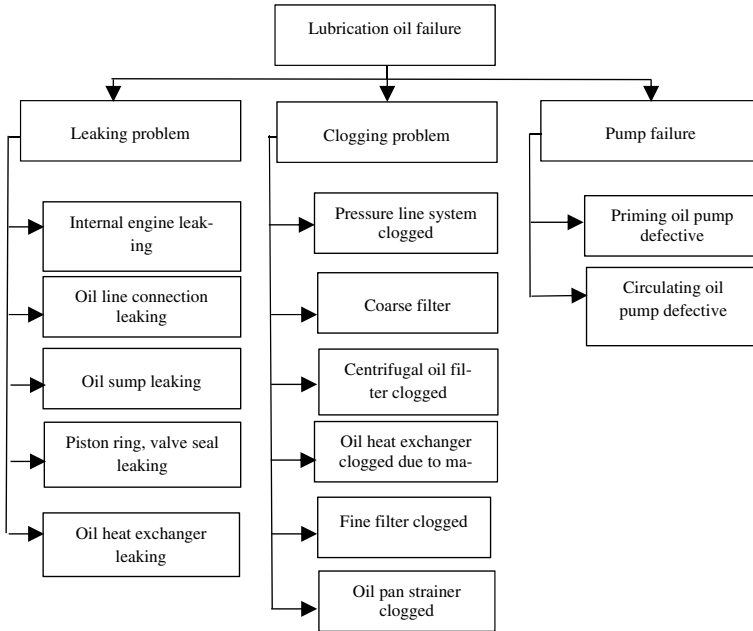 Lubrication oil failure
Leaking problem
Clogging problem
Pump failure
Internal engine leak-
ing
Oil line connection
leaking
Oil sump leaking
Piston ring, valve seal
leaking
Oil heat exchanger
leaking
Pressure line system
clogged
Coarse filter
Centrifugal oil fil-
ter clogged
Oil heat exchanger
clogged due to ma-
Fine filter clogged
Oil pan strainer
clogged
Priming oil pump
defective
Circulating oil
pump defective